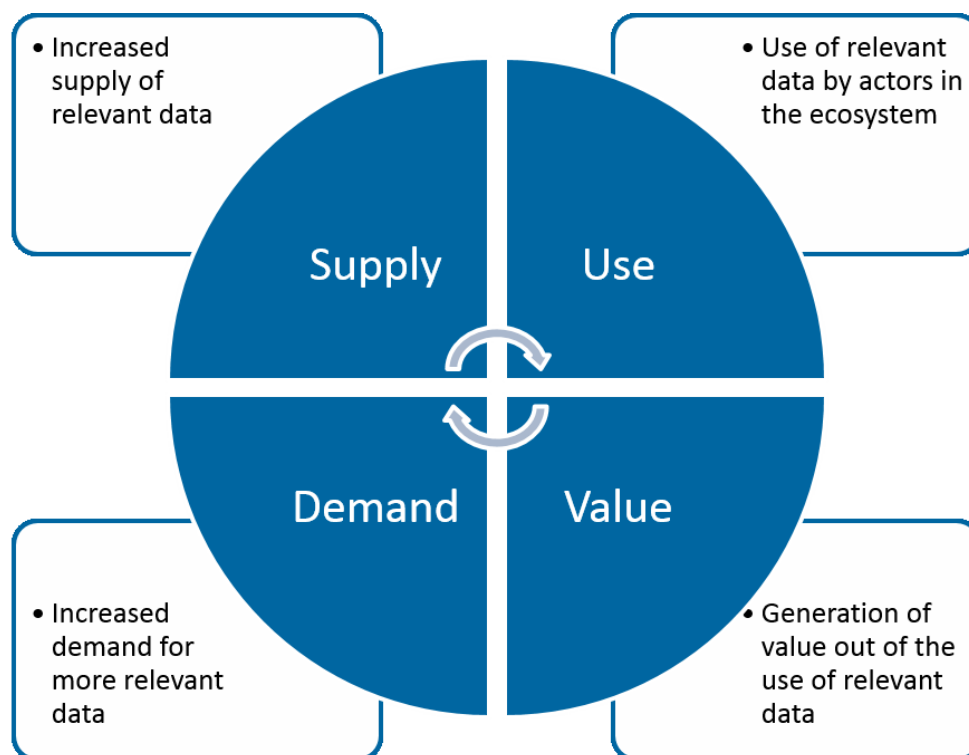 • Increased
supply of
relevant data
• Use of relevant
data by actors in
the ecosystem
Supply
Use
Demand
Value
• Increased
demand for
more relevant
data
• Generation of
value out of the
use of relevant
data